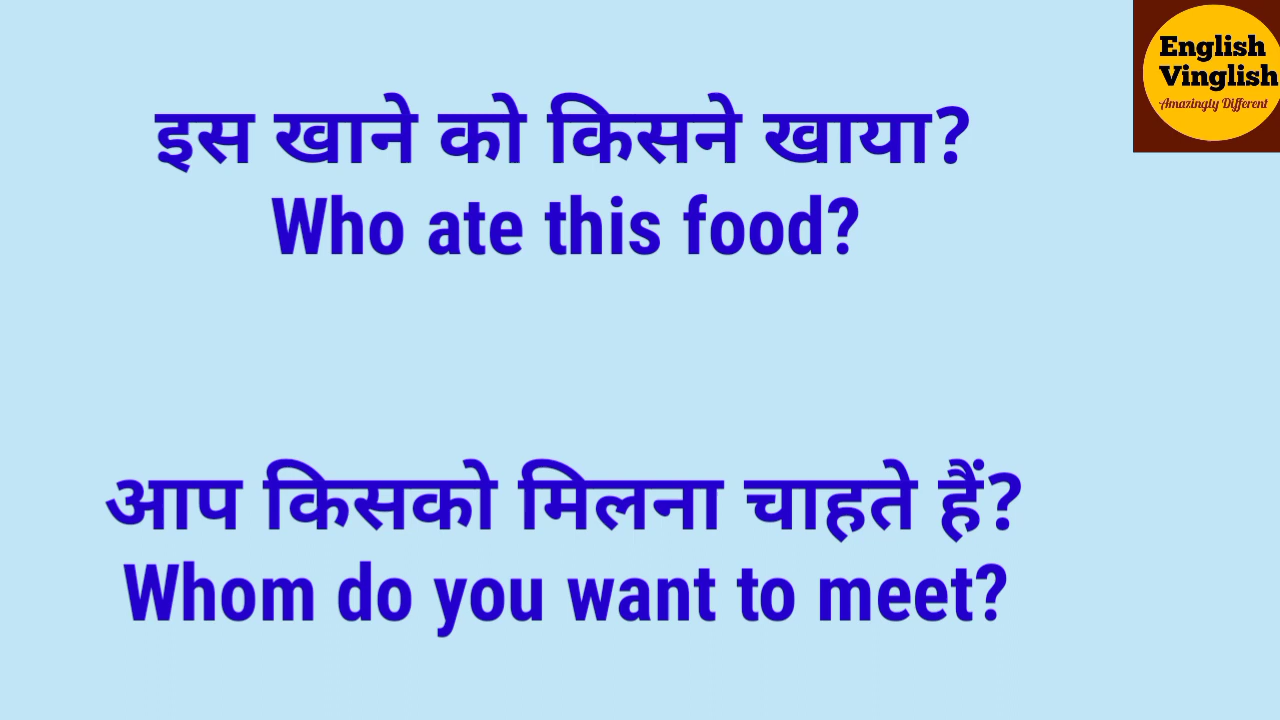 English
Vinglish
Amazingly Different
इस खाने को किसने खाया?
Who ate this food?
आप किसको मिलना चाहते हैं?
Whom do you want to meet?